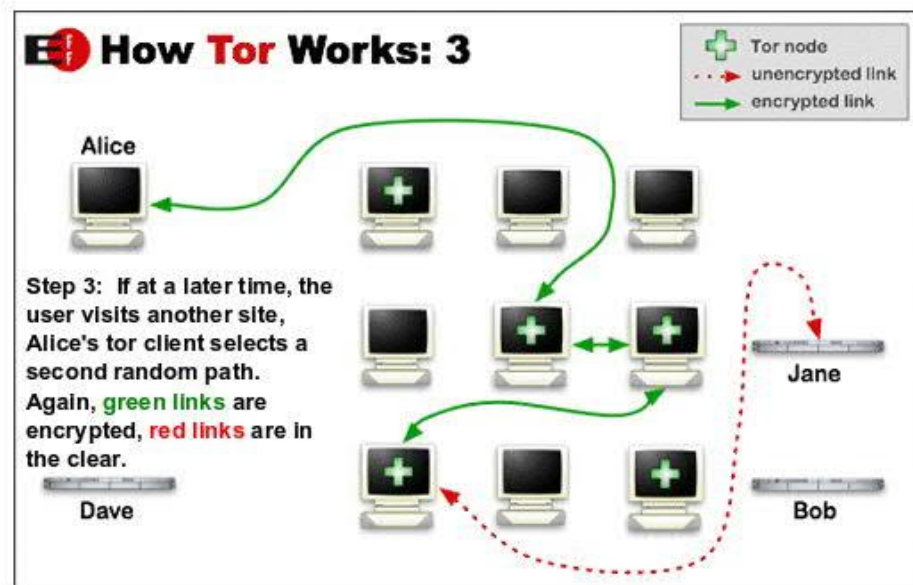 EFF How Tor Works: 3
Tor node
unencrypted link
encrypted link
Alice
Step 3: If at a later time, the
user visits another site,
Alice's tor client selects a
second random path.
Again, green links are
encrypted, red links are in
the clear.
Jane
Dave
Bob